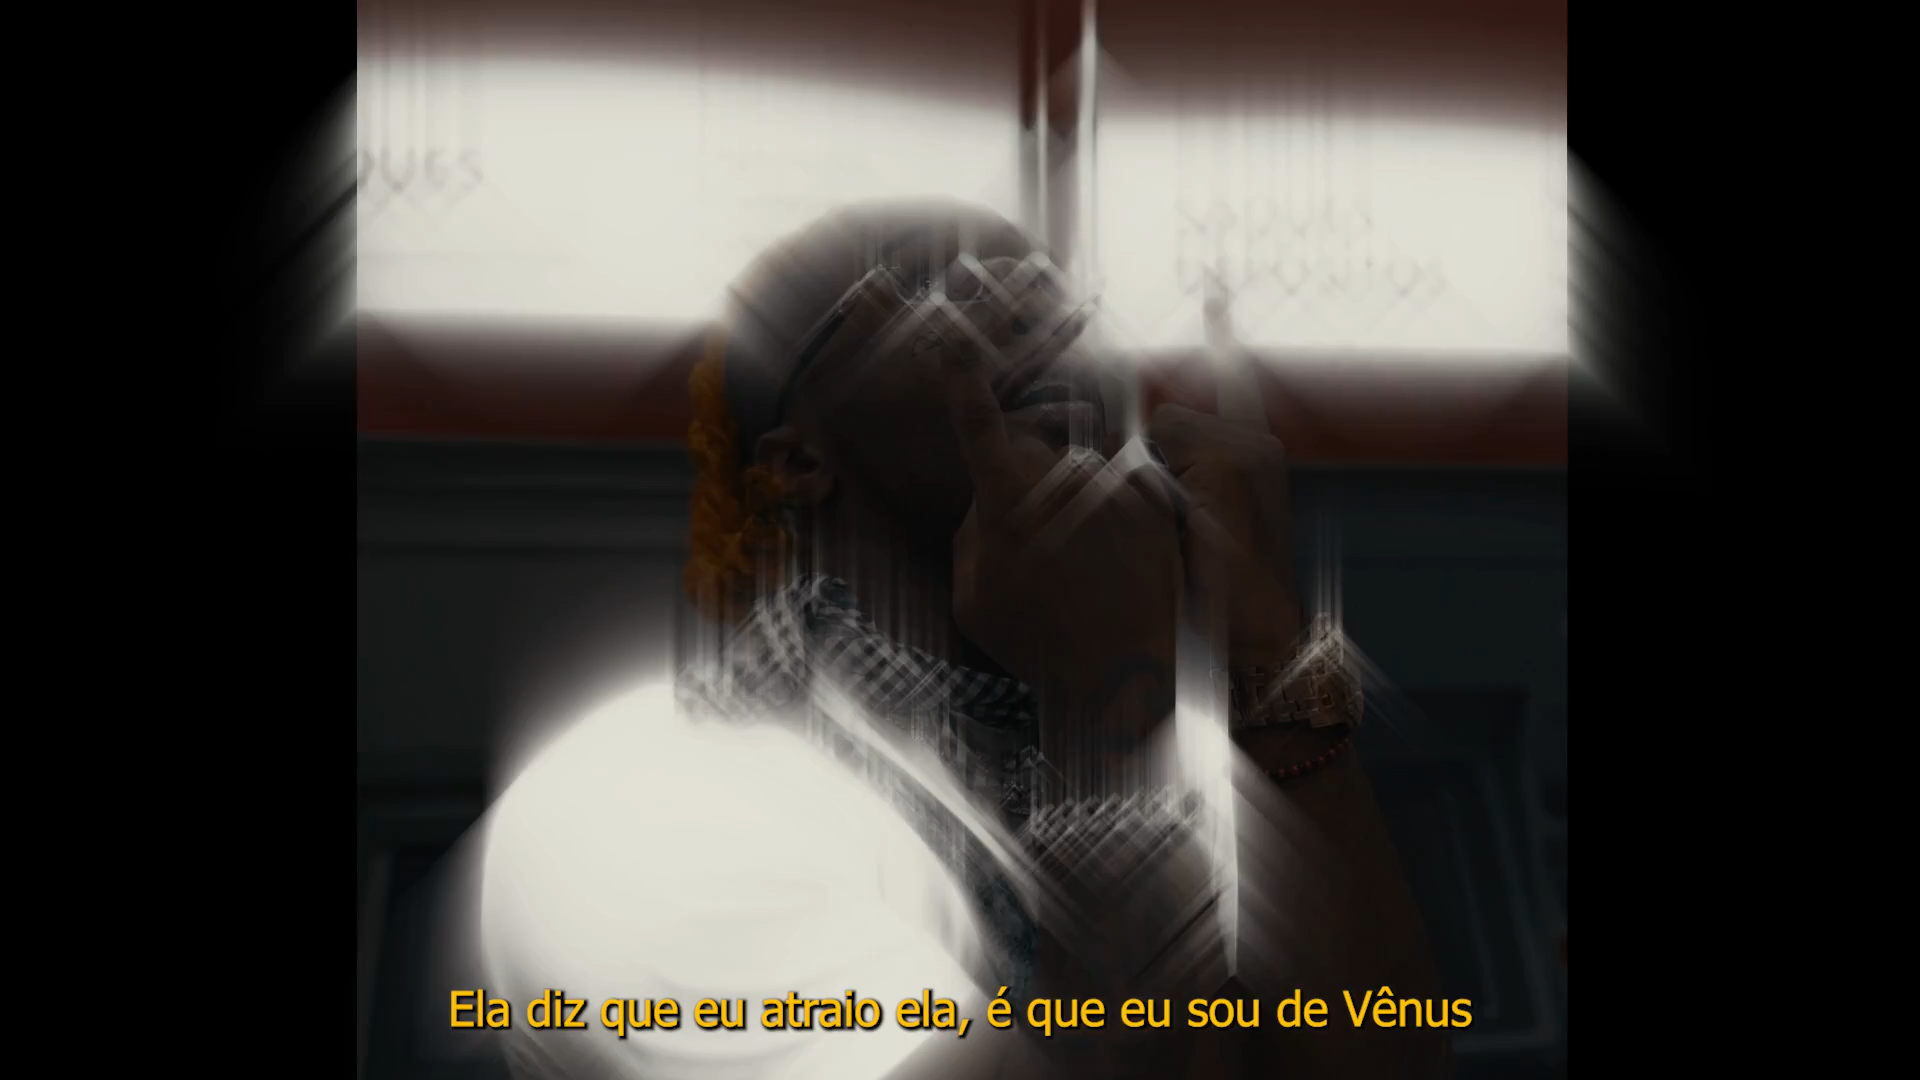 Ela diz que eu atraio ela, é que eu sou de Vênus